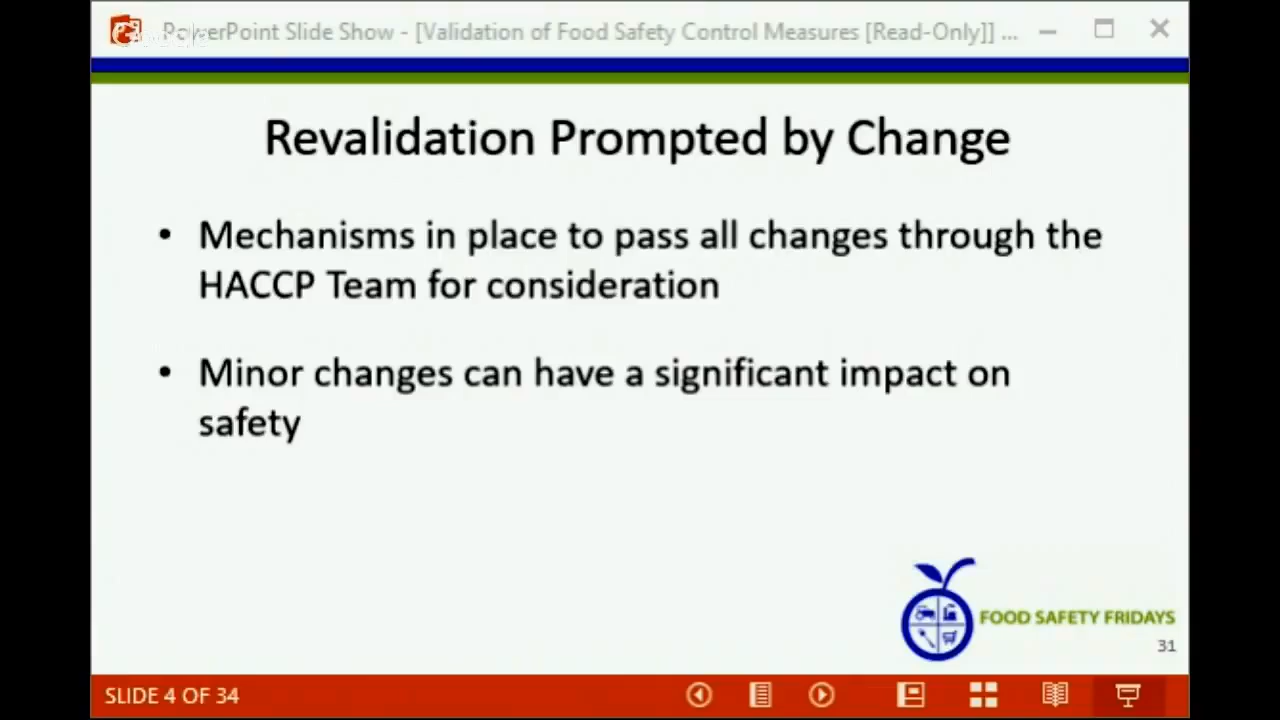 PowerPoint Slide Show - [Validation of Food Safety Control Measures [Read-Only]] ...
Revalidation Prompted by Change
• Mechanisms in place to pass all changes through the
HACCP Team for consideration
• Minor changes can have a significant impact on
safety
FOOD SAFETY FRIDAYS
31
SLIDE 4 OF 34